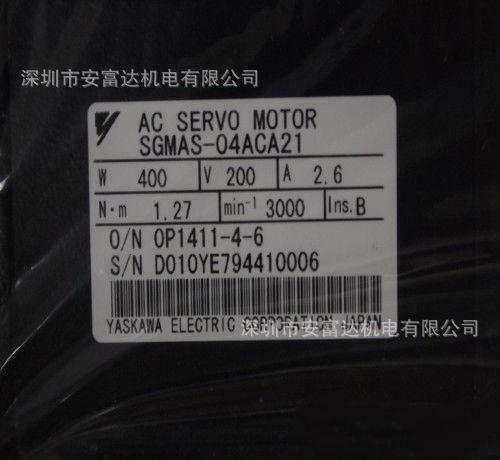 深圳市安富达机电有限公司
AC SERVO MOTOR
SGMAS-04ACA21
W 400 V 200 A 2.6
N·m 1.27 min-1 3000 Ins.B
O/N OP1411-4-6
S/N D010YE794410006
YASKAWA ELECTRIC CORPORATION JAPAN
深圳市安富达机电有限公司